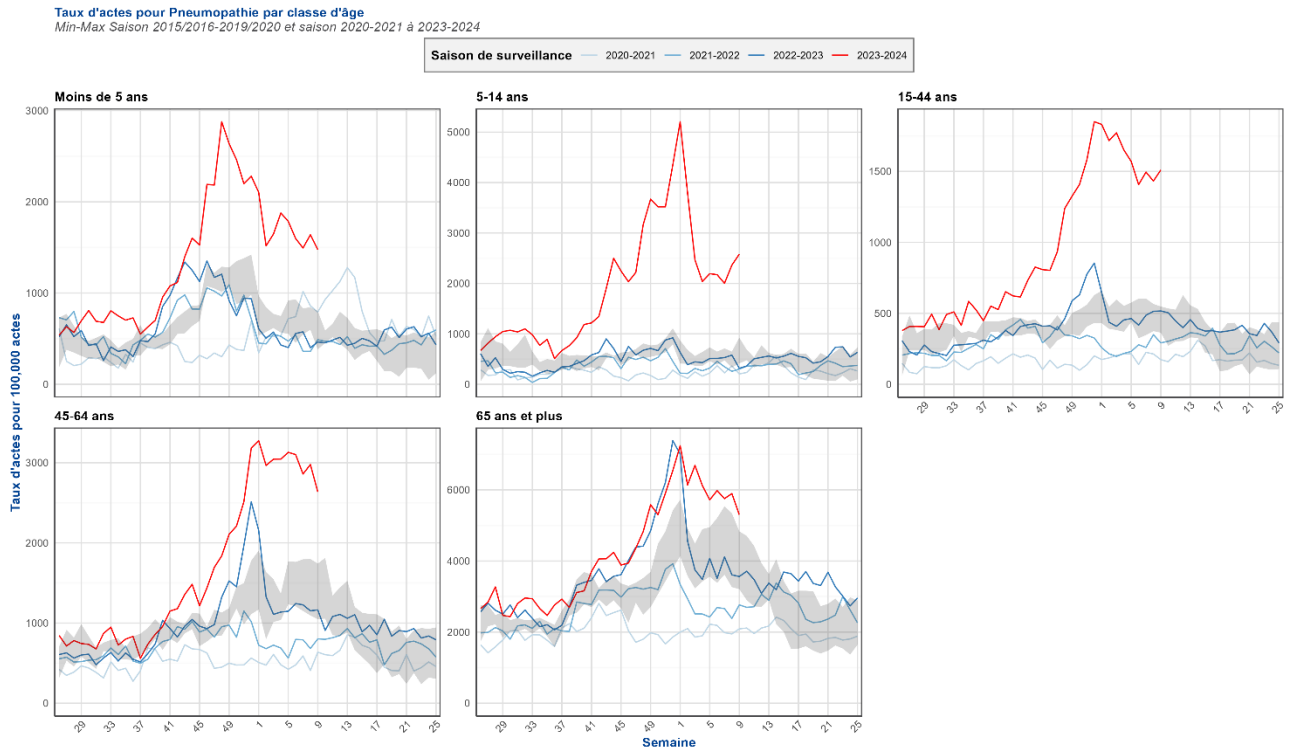 Taux d'actes pour Pneumopathie par classe d'âge
Min-Max Saison 2015/2016-2019/2020 et saison 2020-2021 à 2023-2024
Saison de surveillance 2020-2021 2021-2022 2022-2023 2023-2024
Moins de 5 ans
3000
2000
1000
0
5-14 ans
5000
4000
3000
2000
1000
0
15-44 ans
1500
1000
500
0
29 33 37 41 45 49 1 5 9 13 17 21 25
45-64 ans
3000
2000
1000
0
29 33 37 41 45 49 1 5 9 13 17 21 25
65 ans et plus
6000
4000
2000
0
29 33 37 41 45 49 1 5 9 13 17 21 25
Taux d'actes pour 100,000 actes
Semaine